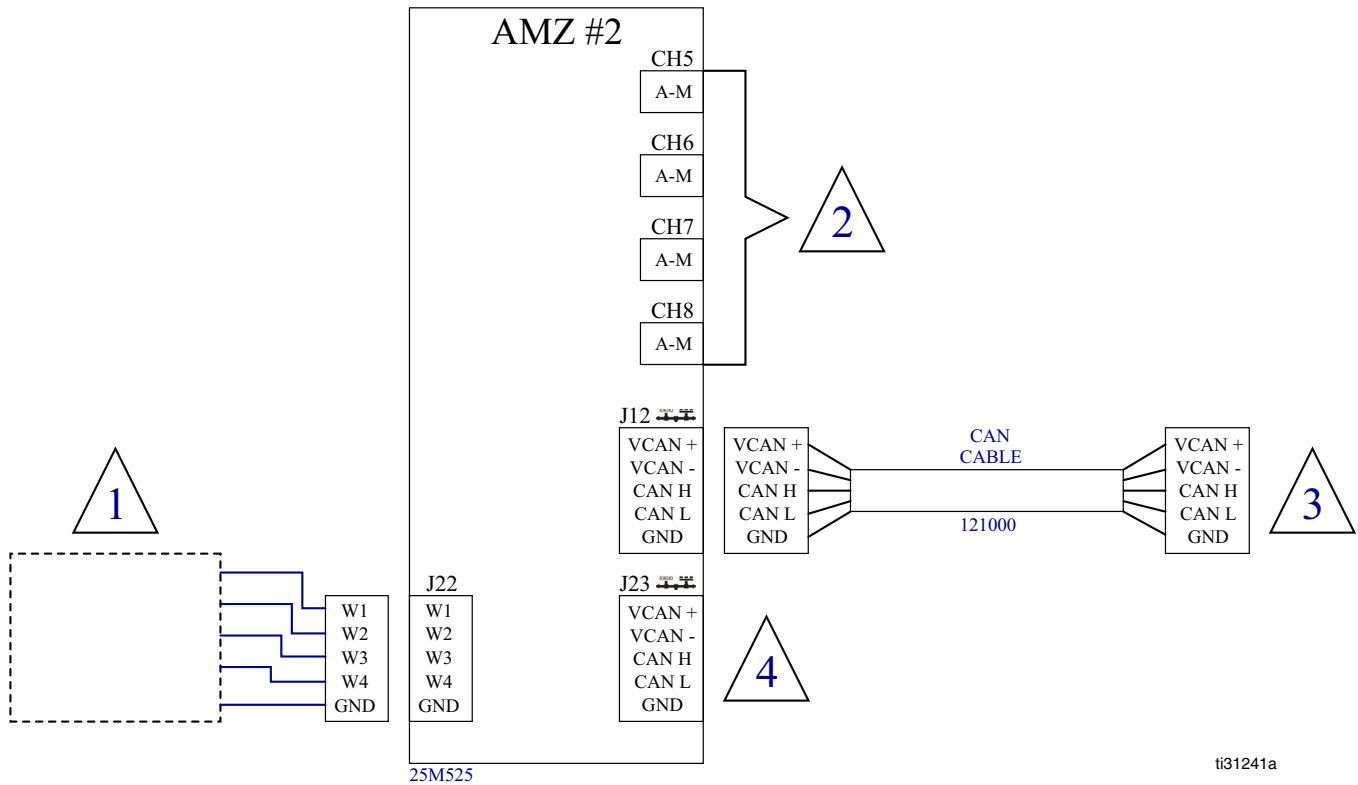 AMZ #2
CH5
A-M
CH6
A-M
2
CH7
A-M
CH8
A-M
J12
VCAN +
VCAN -
CAN H
CAN L
GND
VCAN +
VCAN -
CAN H
CAN L
GND
CAN
CABLE
121000
VCAN +
VCAN -
CAN H
CAN L
GND
3
1
W1
W2
W3
W4
GND
J22
W1
W2
W3
W4
GND
J23
VCAN +
VCAN -
CAN H
CAN L
GND
4
25M525
ti31241a